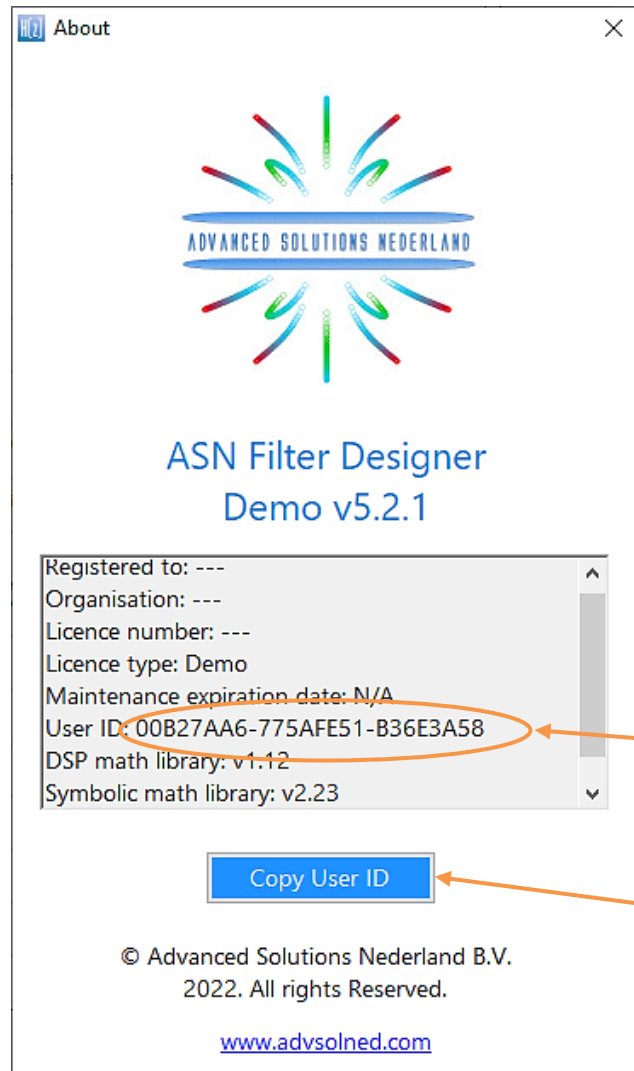 H(z) About
ADVANCED SOLUTIONS NEDERLAND
ASN Filter Designer
Demo v5.2.1
Registered to: ---
Organisation: ---
Licence number: ---
Licence type: Demo
Maintenance expiration date: N/A
User ID: 00B27AA6-775AFE51-B36E3A58
DSP math library: v1.12
Symbolic math library: v2.23
Copy User ID
© Advanced Solutions Nederland B.V.
2022. All rights Reserved.
www.advsolned.com